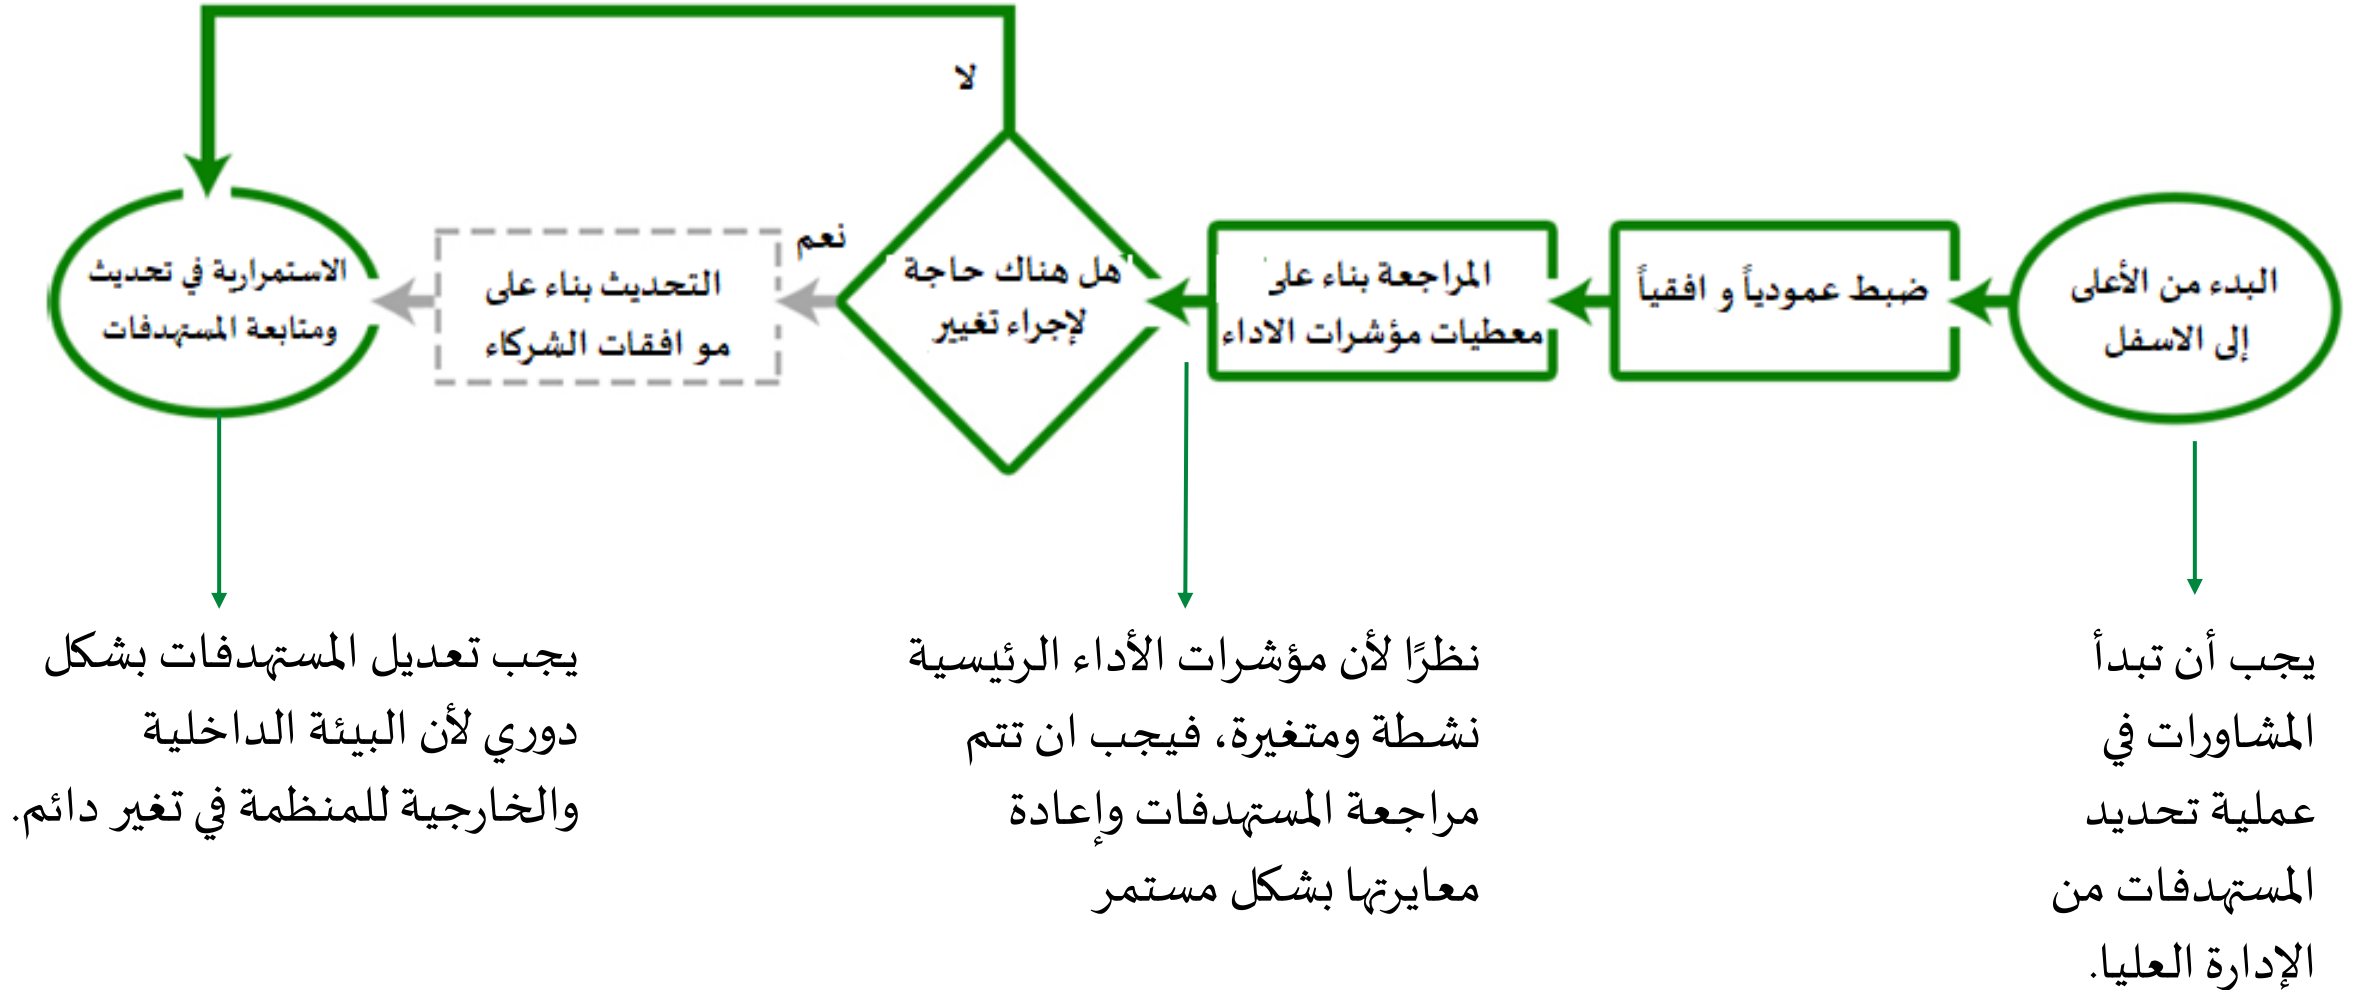 لا
البدء من الأعلى
إلى الاسفل
ضبط عمودياً و افقياً
المراجعة بناء على
معطيات مؤشرات الاداء
هل هناك حاجة
لإجراء تغيير
نعم
التحديث بناء على
مو افقات الشركاء
الاستمرارية في تحديث
ومتابعة المستهدفات
يجب أن تبدأ
المشاورات في
عملية تحديد
المستهدفات من
الإدارة العليا.
نظرًا لأن مؤشرات الأداء الرئيسية
نشطة ومتغيرة، فيجب ان تتم
مراجعة المستهدفات وإعادة
معايرتها بشكل مستمر
يجب تعديل المستهدفات بشكل
دوري لأن البيئة الداخلية
والخارجية للمنظمة في تغير دائم.